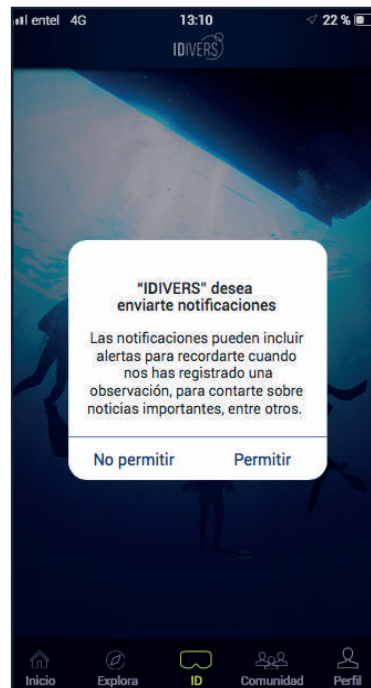 entel 4G 13:10 22 %
IDIVERS
“IDIVERS” desea
enviarte notificaciones
Las notificaciones pueden incluir
alertas para recordarte cuando
nos has registrado una
observación, para contarte sobre
noticias importantes, entre otros.
No permitir Permitir
Inicio Explora ID Comunidad Perfil